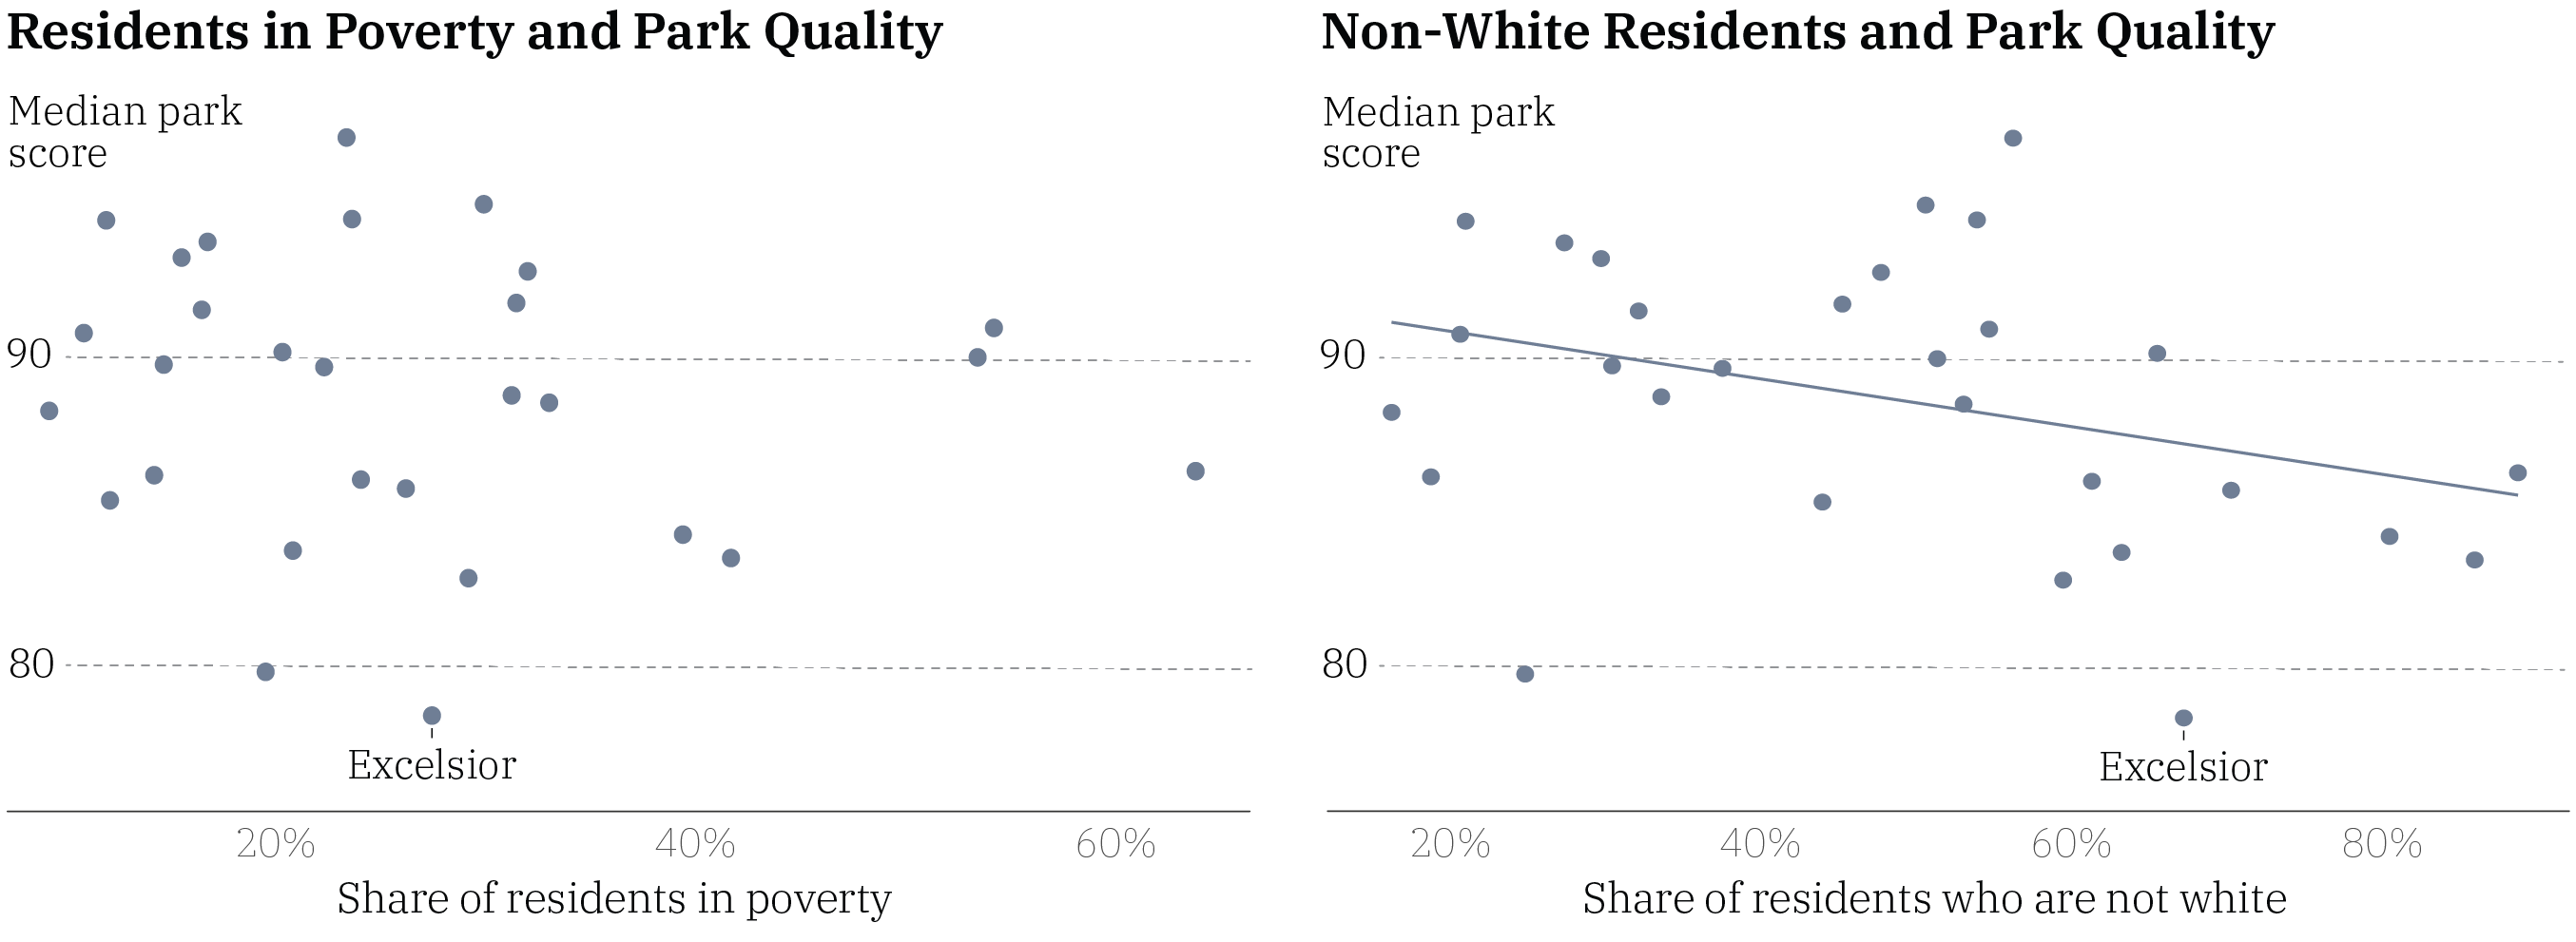 Residents in Poverty and Park Quality
Median park
score
90
80
Excelsior
20% 40% 60%
Share of residents in poverty
Non-White Residents and Park Quality
Median park
score
90
80
Excelsior
20% 40% 60% 80%
Share of residents who are not white